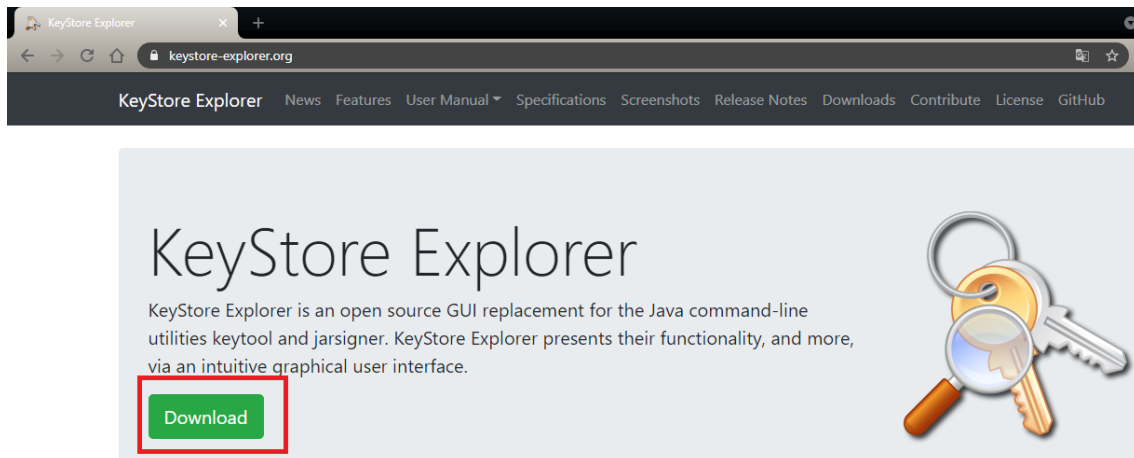 KeyStore Explorer
keystore-explorer.org
KeyStore Explorer News Features User Manual Specifications Screenshots Release Notes Downloads Contribute License GitHub
KeyStore Explorer
KeyStore Explorer is an open source GUI replacement for the Java command-line
utilities keytool and jarsigner. KeyStore Explorer presents their functionality, and more,
via an intuitive graphical user interface.
Download